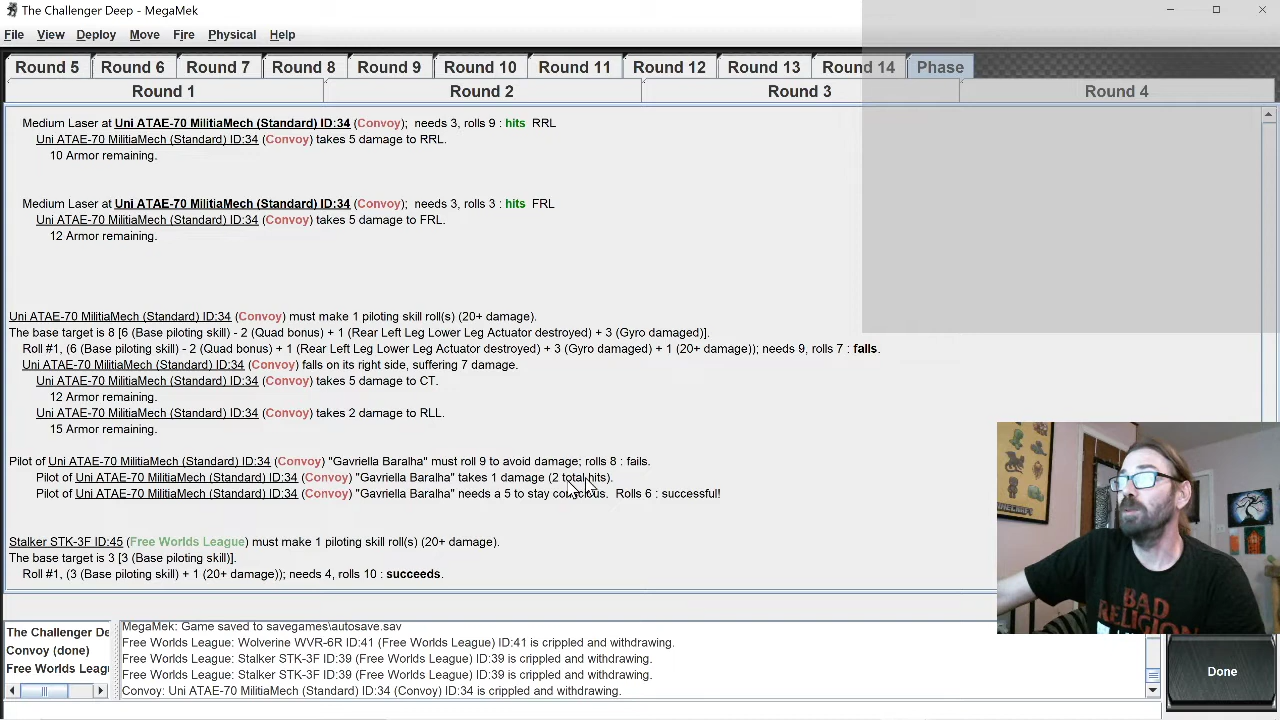 The Challenger Deep - MegaMek
File View Deploy Move Fire Physical Help
Round 5 Round 6 Round 7 Round 8 Round 9 Round 10 Round 11 Round 12 Round 13 Round 14 Phase
Round 1 Round 2 Round 3 Round 4
Medium Laser at Uni ATAE-70 MilitiaMech (Standard) ID:34 (Convoy); needs 3, rolls 9 : hits RRL
Uni ATAE-70 MilitiaMech (Standard) ID:34 (Convoy) takes 5 damage to RRL.
10 Armor remaining.
Medium Laser at Uni ATAE-70 MilitiaMech (Standard) ID:34 (Convoy); needs 3, rolls 3 : hits FRL
Uni ATAE-70 MilitiaMech (Standard) ID:34 (Convoy) takes 5 damage to FRL.
12 Armor remaining.
Uni ATAE-70 MilitiaMech (Standard) ID:34 (Convoy) must make 1 piloting skill roll(s) (20+ damage).
The base target is 8 [6 (Base piloting skill) - 2 (Quad bonus) + 1 (Rear Left Leg Lower Leg Actuator destroyed) + 3 (Gyro damaged)].
Roll #1, (6 (Base piloting skill) - 2 (Quad bonus) + 1 (Rear Left Leg Lower Leg Actuator destroyed) + 3 (Gyro damaged) + 1 (20+ damage)); needs 9, rolls 7 : falls.
Uni ATAE-70 MilitiaMech (Standard) ID:34 (Convoy) falls on its right side, suffering 7 damage.
Uni ATAE-70 MilitiaMech (Standard) ID:34 (Convoy) takes 5 damage to CT.
12 Armor remaining.
Uni ATAE-70 MilitiaMech (Standard) ID:34 (Convoy) takes 2 damage to RLL.
15 Armor remaining.
Pilot of Uni ATAE-70 MilitiaMech (Standard) ID:34 (Convoy) "Gavriella Baralha" must roll 9 to avoid damage; rolls 8 : fails.
Pilot of Uni ATAE-70 MilitiaMech (Standard) ID:34 (Convoy) "Gavriella Baralha" takes 1 damage (2 total hits).
Pilot of Uni ATAE-70 MilitiaMech (Standard) ID:34 (Convoy) "Gavriella Baralha" needs a 5 to stay conscious. Rolls 6 : successful!
Stalker STK-3F ID:45 (Free Worlds League) must make 1 piloting skill roll(s) (20+ damage).
The base target is 3 [3 (Base piloting skill)].
Roll #1, (3 (Base piloting skill) + 1 (20+ damage)); needs 4, rolls 10 : succeeds.
The Challenger De
Convoy (done)
Free Worlds Leag
MegaMek: Game saved to savegames\autosave.sav
Free Worlds League: Wolverine WVR-6R ID:41 (Free Worlds League) ID:41 is crippled and withdrawing.
Free Worlds League: Stalker STK-3F ID:39 (Free Worlds League) ID:39 is crippled and withdrawing.
Free Worlds League: Stalker STK-3F ID:39 (Free Worlds League) ID:39 is crippled and withdrawing.
Convoy: Uni ATAE-70 MilitiaMech (Standard) ID:34 (Convoy) ID:34 is crippled and withdrawing.
BAD
RELIGION
Done